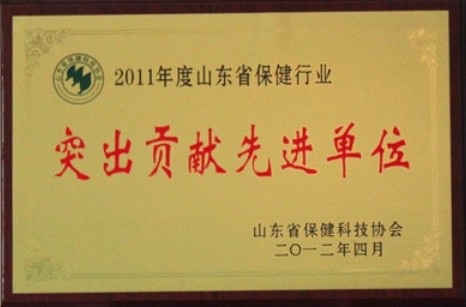 2011年度山东省保健行业
突出贡献先进单位
山东省保健科技协会
二〇一二年四月